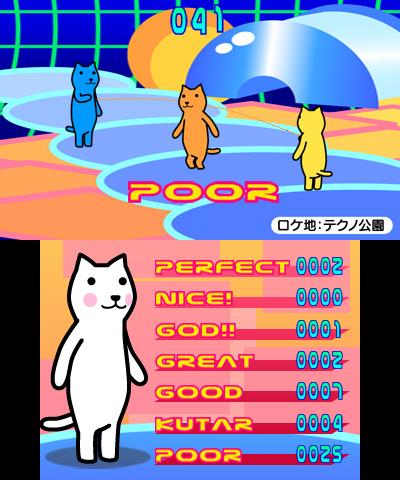 041
POOR
ロケ地:テクノ公園
PERFECT 0002
NICE! 0000
GOD!! 0001
GREAT 0002
GOOD 0007
KUTAR 0004
POOR 0025